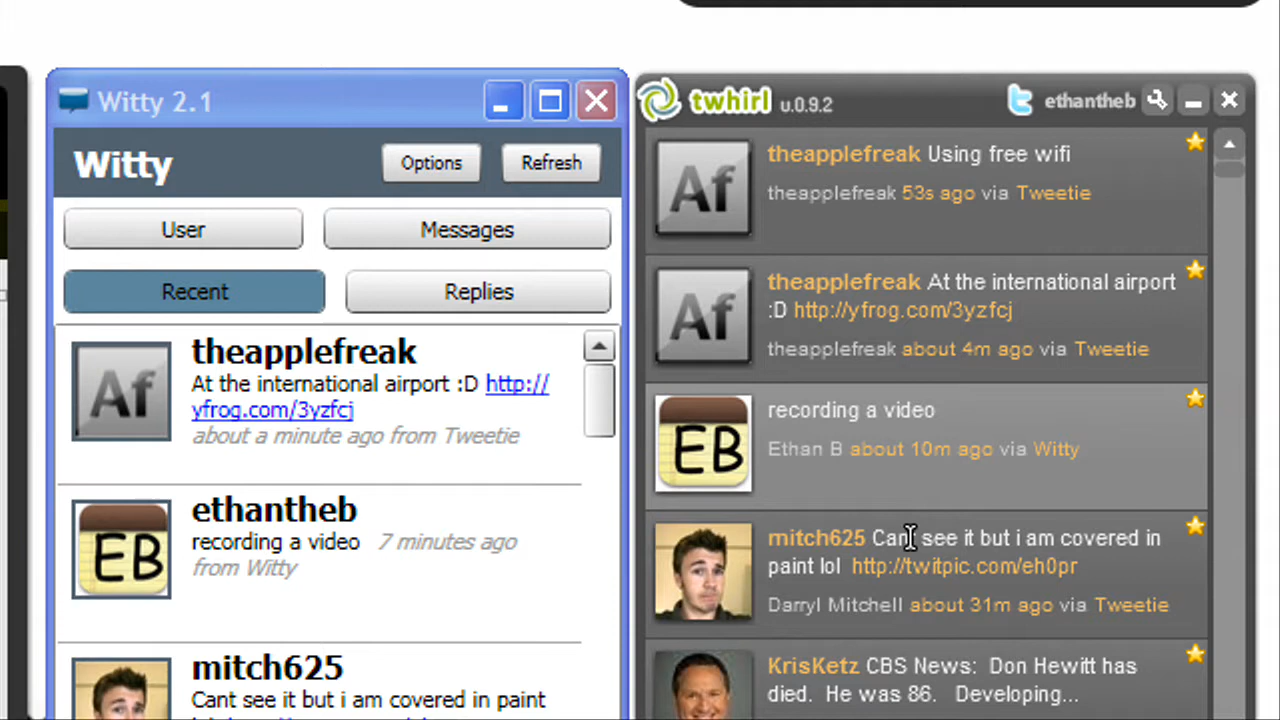 Witty 2.1
Witty
Options
Refresh
User
Messages
Recent
Replies
Af
theapplefreak
At the international airport :D http://
yfrog.com/3yzfcj
about a minute ago from Tweetie
EB
ethantheb
recording a video 7 minutes ago
from Witty
mitch625
Cant see it but i am covered in paint
twhirl v.0.9.2
ethantheb
Af
theapplefreak Using free wifi
theapplefreak 53s ago via Tweetie
Af
theapplefreak At the international airport
:D http://yfrog.com/3yzfcj
theapplefreak about 4m ago via Tweetie
EB
recording a video
Ethan B about 10m ago via Witty
mitch625 Cant see it but i am covered in
paint lol http://twitpic.com/eh0pr
Darryl Mitchell about 31m ago via Tweetie
KrisKetz CBS News: Don Hewitt has
died. He was 86. Developing...